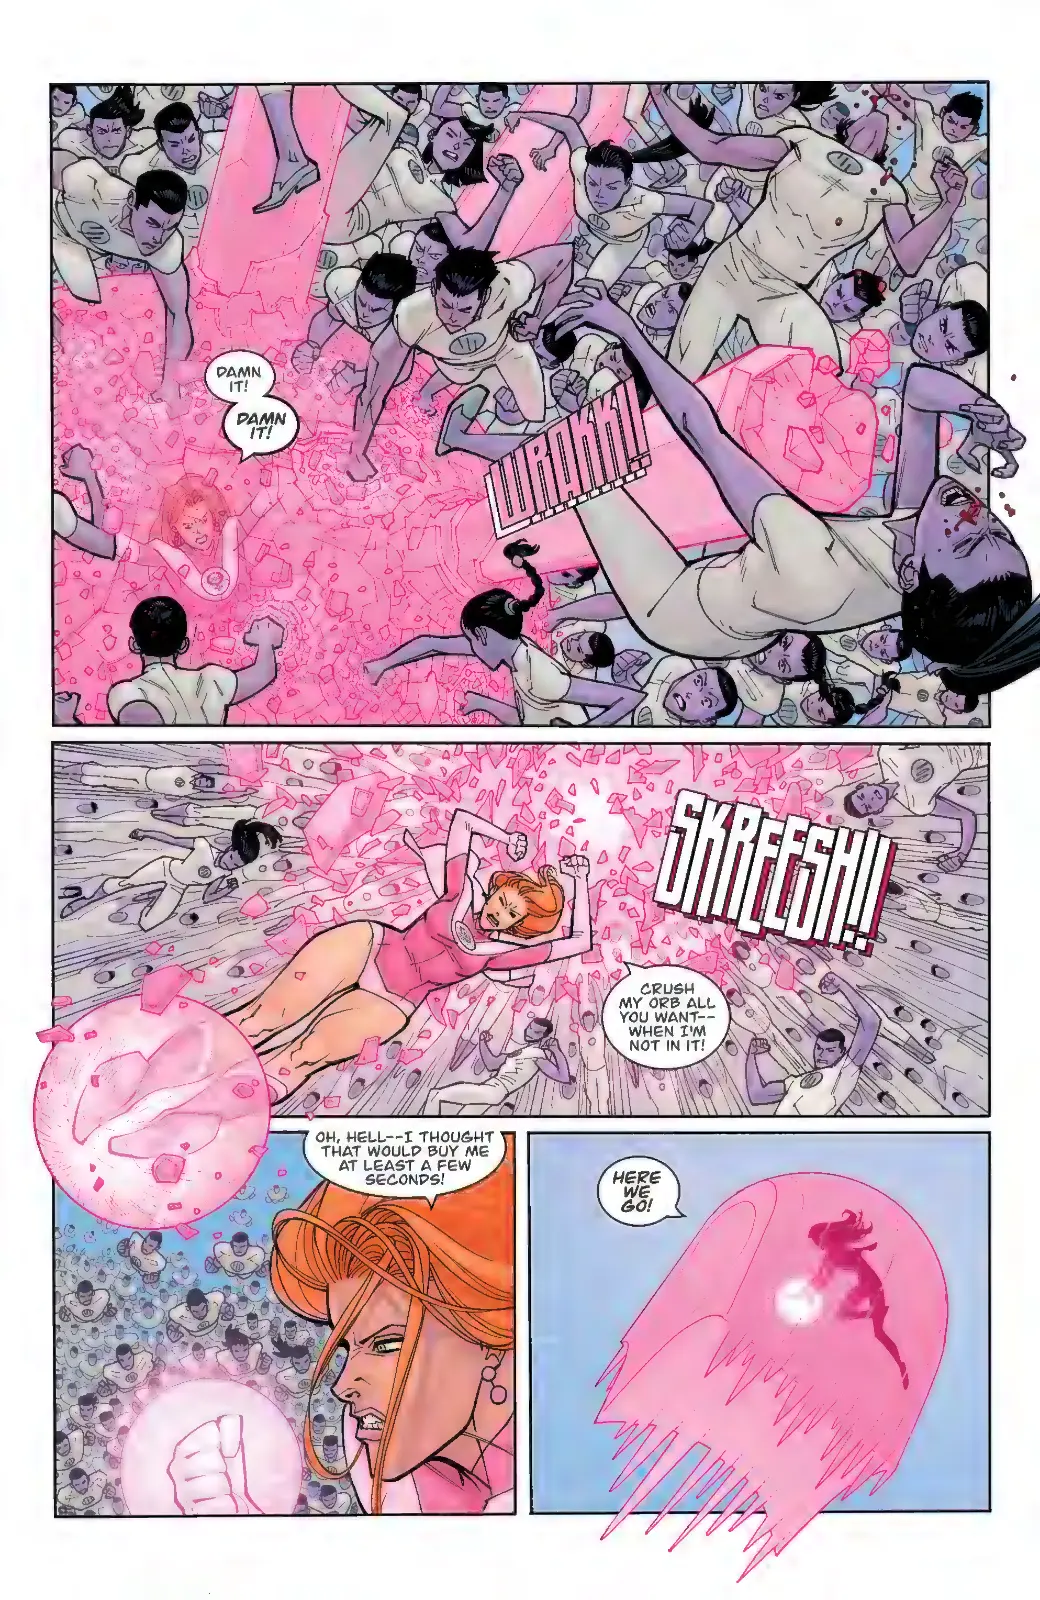 DAMN
IT!
DAMN
IT!
WRAKK!!
SKREESH!!
CRUSH
MY ORB ALL
YOU WANT--
WHEN I'M
NOT IN IT!
OH, HELL--I THOUGHT
THAT WOULD BUY ME
AT LEAST A FEW
SECONDS!
HERE
WE
GO!